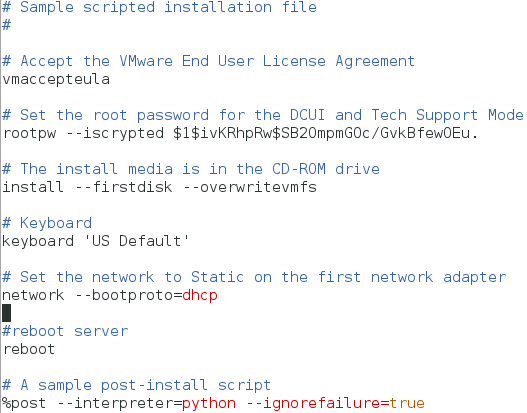 # Sample scripted installation file
#
# Accept the VMware End User License Agreement
vmaccepteula
# Set the root password for the DCUI and Tech Support Mode
rootpw --iscrypted $1$ivKRhpRw$SB2OmpmGOc/GvkBfewOEu.
# The install media is in the CD-ROM drive
install --firstdisk --overwritevmfs
# Keyboard
keyboard 'US Default'
# Set the network to Static on the first network adapter
network --bootproto=dhcp
#reboot server
reboot
# A sample post-install script
%post --interpreter=python --ignorefailure=true